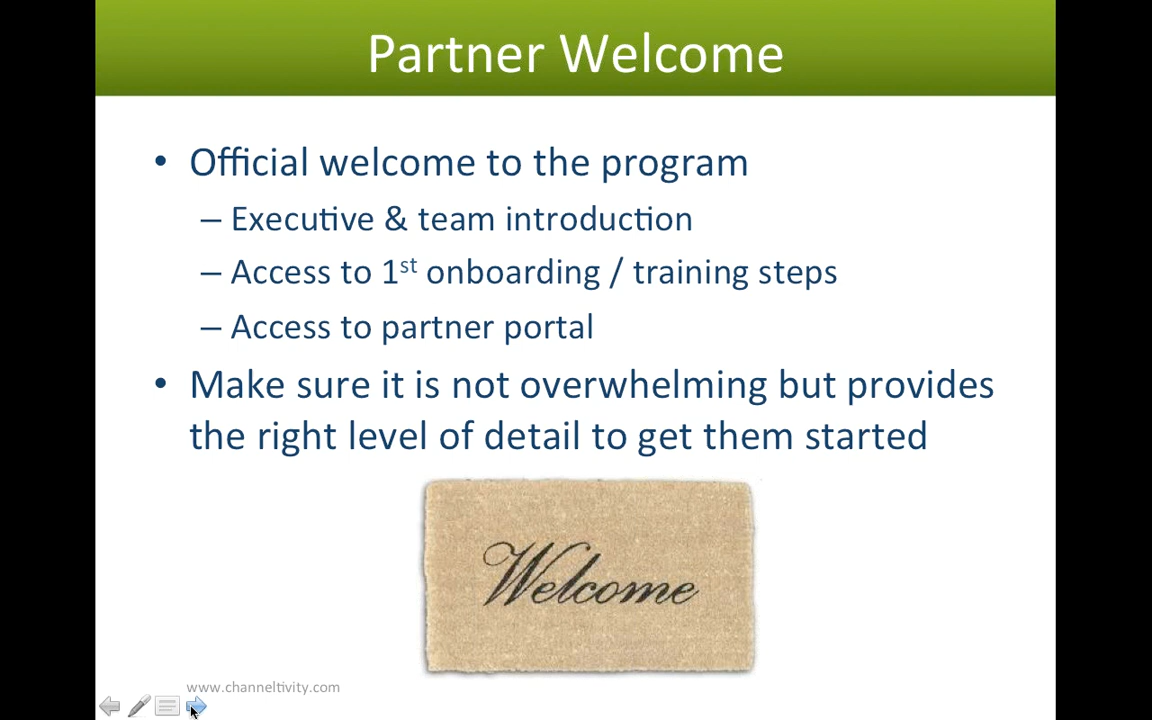 Partner Welcome
• Official welcome to the program
– Executive & team introduction
– Access to 1st onboarding / training steps
– Access to partner portal
• Make sure it is not overwhelming but provides
the right level of detail to get them started
Welcome
www.channeltivity.com